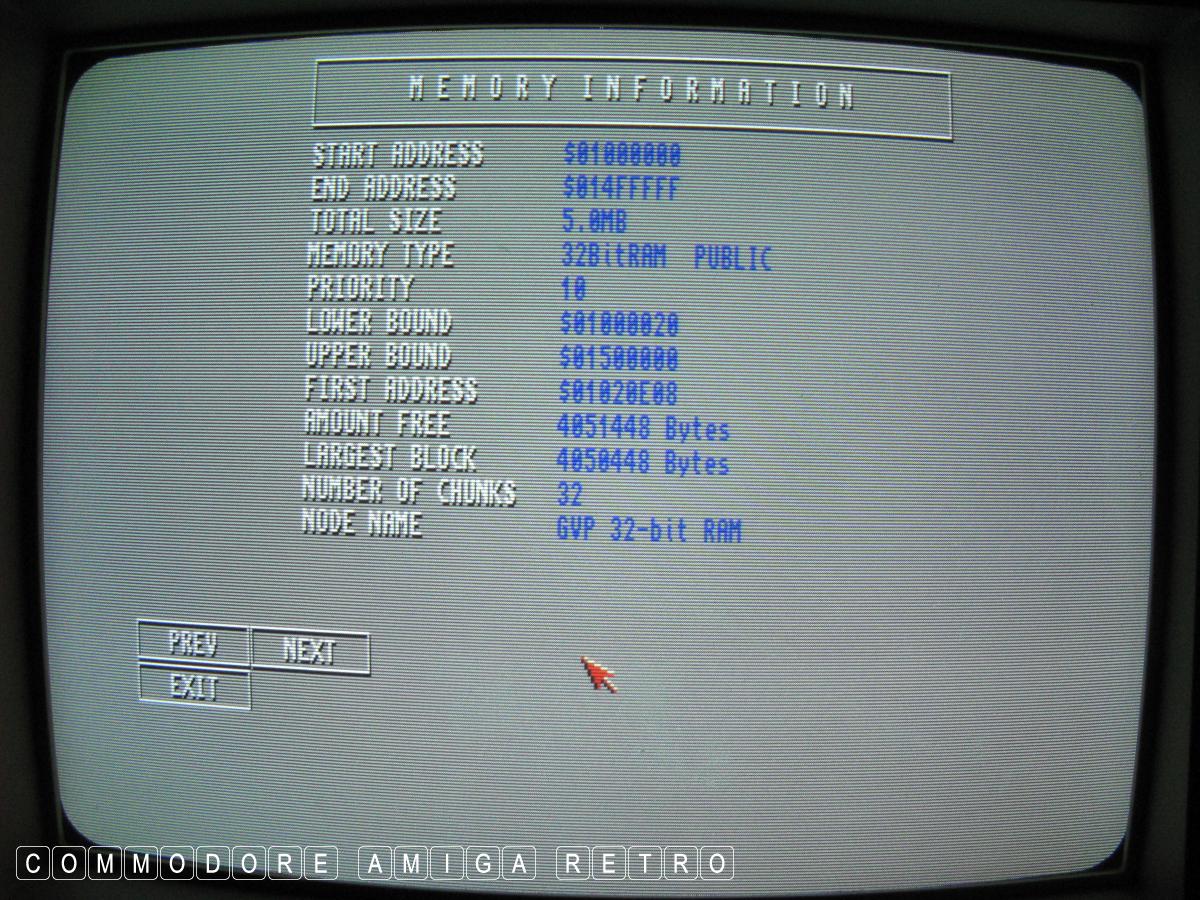 MEMORY INFORMATION
START ADDRESS $01000000
END ADDRESS $014FFFFF
TOTAL SIZE 5.0MB
MEMORY TYPE 32BitRAM PUBLIC
PRIORITY 10
LOWER BOUND $01000020
UPPER BOUND $01500000
FIRST ADDRESS $01020E08
AMOUNT FREE 4051448 Bytes
LARGEST BLOCK 4050448 Bytes
NUMBER OF CHUNKS 32
NODE NAME GVP 32-bit RAM
PREV NEXT
EXIT
COMMODORE AMIGA RETRO